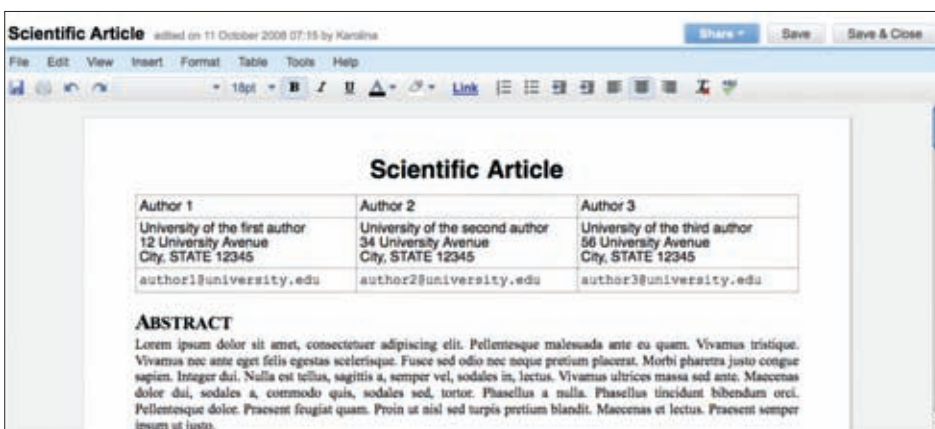 Scientific Article edited on 11 October 2008 07:15 by Karolina Share Save Save & Close
File Edit View Insert Format Table Tools Help
18pt B I U A Link
Scientific Article
Author 1 Author 2 Author 3
University of the first author University of the second author University of the third author
12 University Avenue 34 University Avenue 56 University Avenue
City, STATE 12345 City, STATE 12345 City, STATE 12345
author1@university.edu author2@university.edu author3@university.edu
ABSTRACT
Lorem ipsum dolor sit amet, consectetuer adipiscing elit. Pellentesque malesuada ante eu quam. Vivamus tristique.
Vivamus nec ante eget felis egestas scelerisque. Fusce sed odio nec neque pretium placerat. Morbi pharetra justo congue
sapien. Integer dui. Nulla est tellus, sagittis a, semper vel, sodales in, lectus. Vivamus ultrices massa sed ante. Maecenas
dolor dui, sodales a, commodo quis, sodales sed, tortor. Phasellus a nulla. Phasellus tincidunt bibendum orci.
Pellentesque dolor. Praesent feugiat quam. Proin ut nisl sed turpis pretium blandit. Maecenas et lectus. Praesent semper
ipsum ut justo.